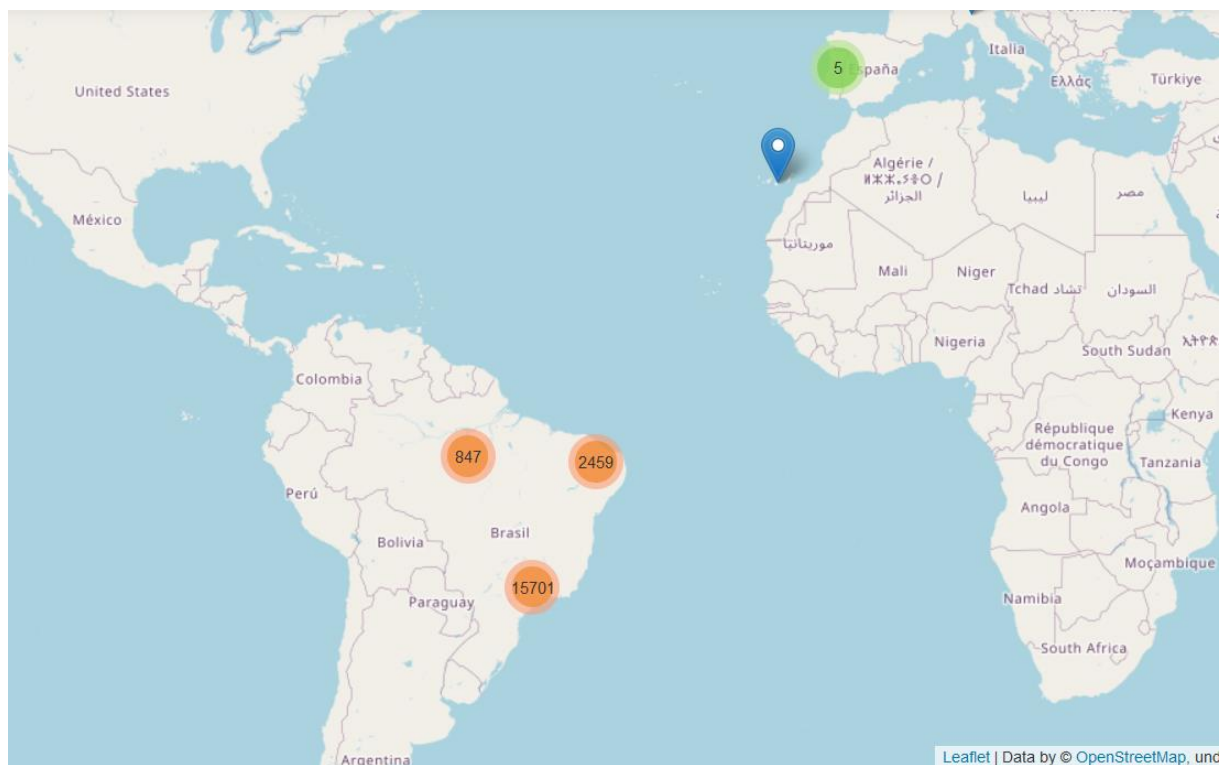 Italia
5
España
Ελλάς
Türkiye
United States
Algérie /
ⵍⵣⵣⴰⵢⴻⵔ /
الجزائر
ليبيا
مصر
México
موريتانيا
Mali
Niger
Tchad تشاد
السودان
Nigeria
South Sudan
Colombia
Kenya
République
démocratique
du Congo
847
2459
Tanzania
Perú
Angola
Brasil
Bolivia
Moçambique
15701
Paraguay
Namibia
South Africa
Argentina
Leaflet | Data by © OpenStreetMap, und